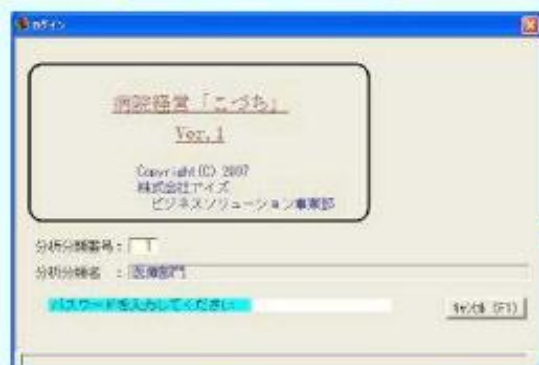 ログイン
病院経営「こづち」
Ver.1
Copyright(C) 2007
株式会社アイズ
ビジネスソリューション事業部
分析分類番号: 1
分析分類名 : 医療部門
パスワードを入力してください
ｷｬﾝｾﾙ (F1)